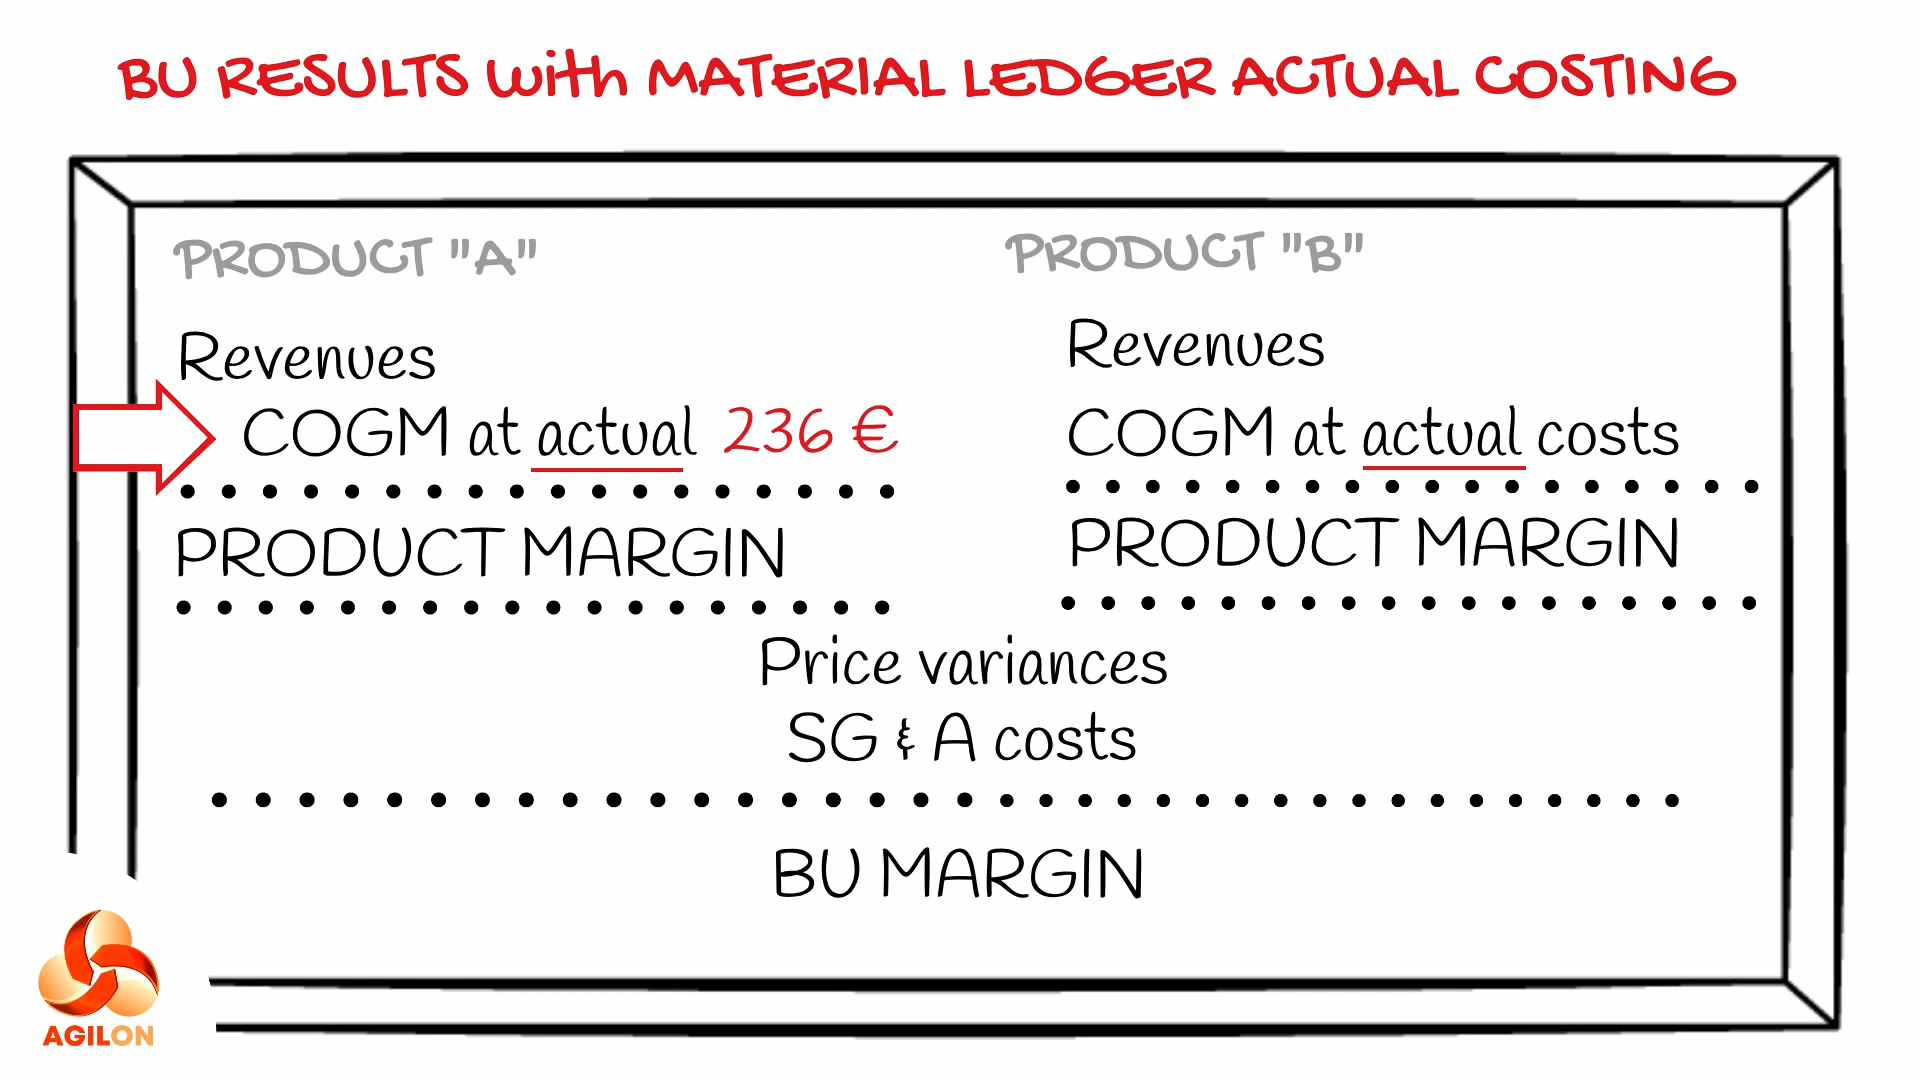 BU RESULTS with MATERIAL LEDGER ACTUAL COSTING
PRODUCT "A"
Revenues
COGM at actual 236 €
PRODUCT MARGIN
PRODUCT "B"
Revenues
COGM at actual costs
PRODUCT MARGIN
Price variances
SG & A costs
BU MARGIN
AGILON